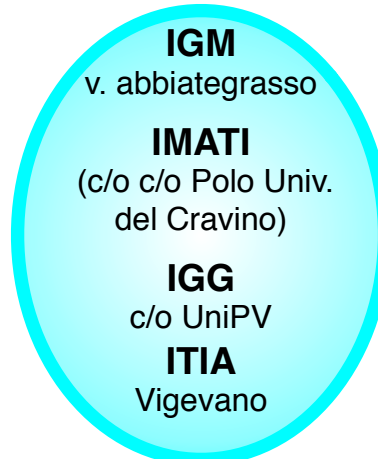 IGM
v. abbiategrasso
IMATI
(c/o c/o Polo Univ.
del Cravino)
IGG
c/o UniPV
ITIA
Vigevano